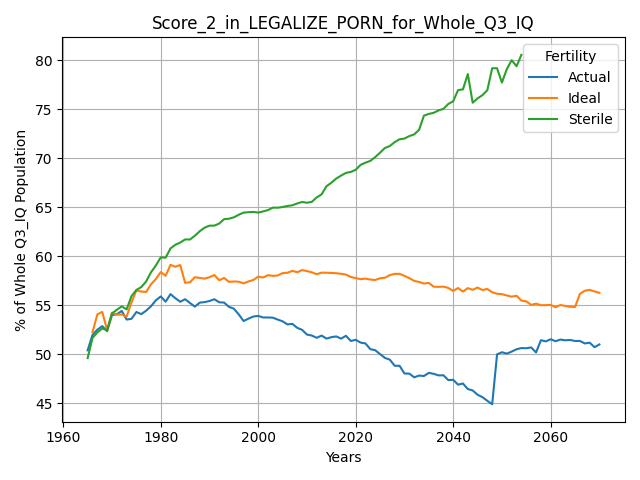 Score_2_in_LEGALIZE_PORN_for_Whole_Q3_IQ
% of Whole Q3_IQ Population
80
75
70
65
60
55
50
45
Fertility
Actual
Ideal
Sterile
1960 1980 2000 2020 2040 2060
Years